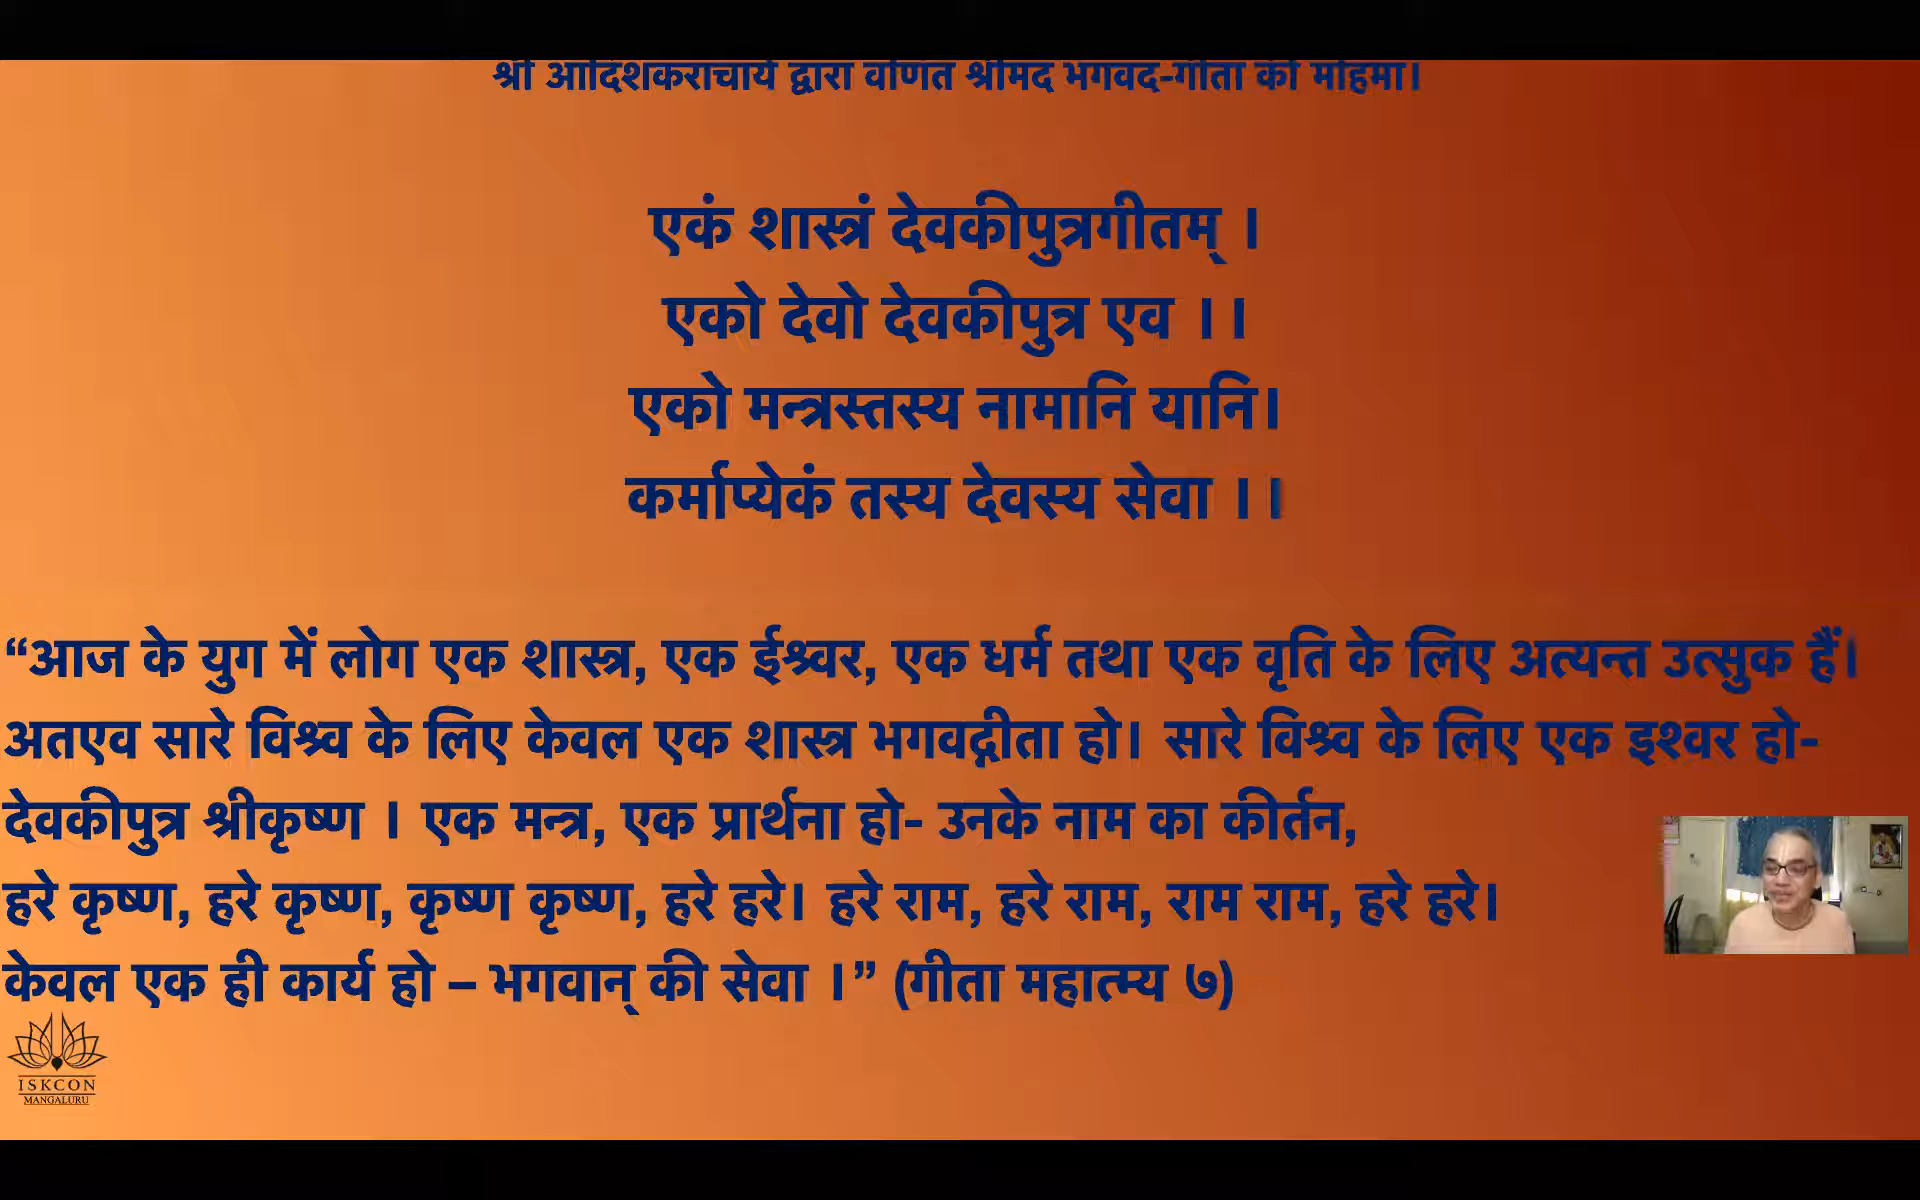 श्री आदिशंकराचार्य द्वारा वर्णित श्रीमद भगवद-गीता की महिमा।
एकं शास्त्रं देवकीपुत्रगीतम् ।
एको देवो देवकीपुत्र एव ।।
एको मन्त्रस्तस्य नामानि यानि।
कर्माप्येकं तस्य देवस्य सेवा ।।
“आज के युग में लोग एक शास्त्र, एक ईश्र्वर, एक धर्म तथा एक वृति के लिए अत्यन्त उत्सुक हैं।
अतएव सारे विश्र्व के लिए केवल एक शास्त्र भगवद्गीता हो। सारे विश्र्व के लिए एक इश्वर हो-
देवकीपुत्र श्रीकृष्ण । एक मन्त्र, एक प्रार्थना हो- उनके नाम का कीर्तन,
हरे कृष्ण, हरे कृष्ण, कृष्ण कृष्ण, हरे हरे। हरे राम, हरे राम, राम राम, हरे हरे।
केवल एक ही कार्य हो – भगवान् की सेवा ।” (गीता महात्म्य ७)
ISKCON
MANGALURU